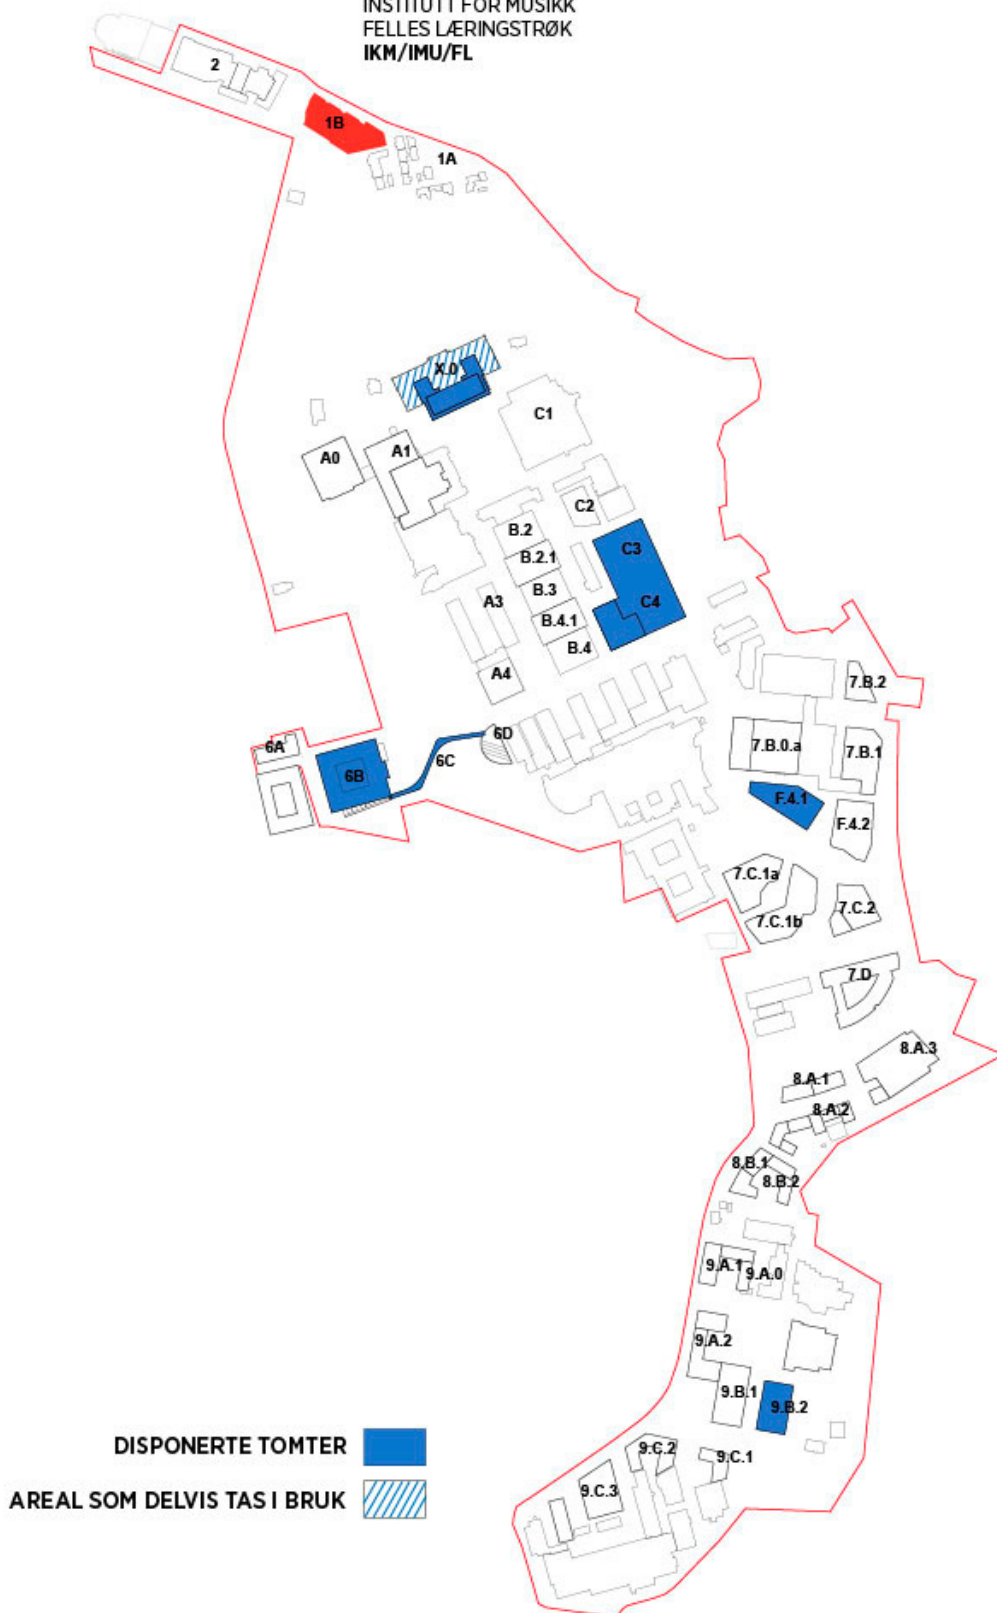 INSTITUTT FOR MUSIKK
FELLES LÆRINGSTRØK
IKM/IMU/FL
2
1B
1A
X.0
C1
A0
A1
C2
B.2
C3
B.2.1
B.3
A3
C4
B.4.1
B.4
A4
7.B.2
6A
6D
7.B.0.a
7.B.1
6C
6B
F.4.1
F.4.2
7.C.1a
7.C.2
7.C.1b
7.D
8.A.3
8.A.1
8.A.2
8.B.1
8.B.2
9.A.1
9.A.0
9.A.2
9.B.1
9.B.2
DISPONERTE TOMTER
9.C.2
9.C.1
AREAL SOM DELVIS TAS I BRUK
9.C.3